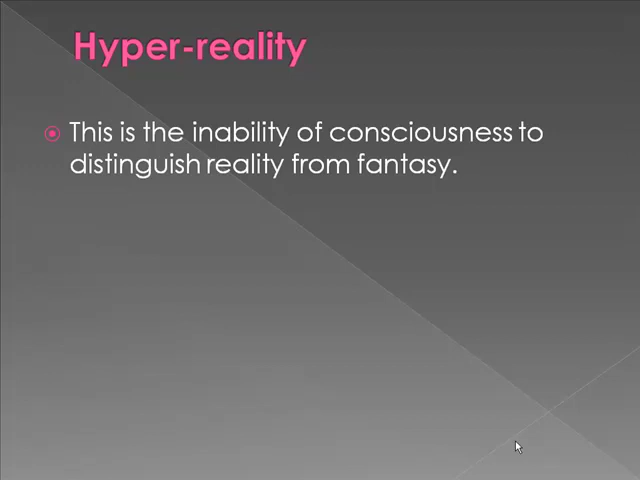 Hyper-reality
This is the inability of consciousness to
distinguish reality from fantasy.